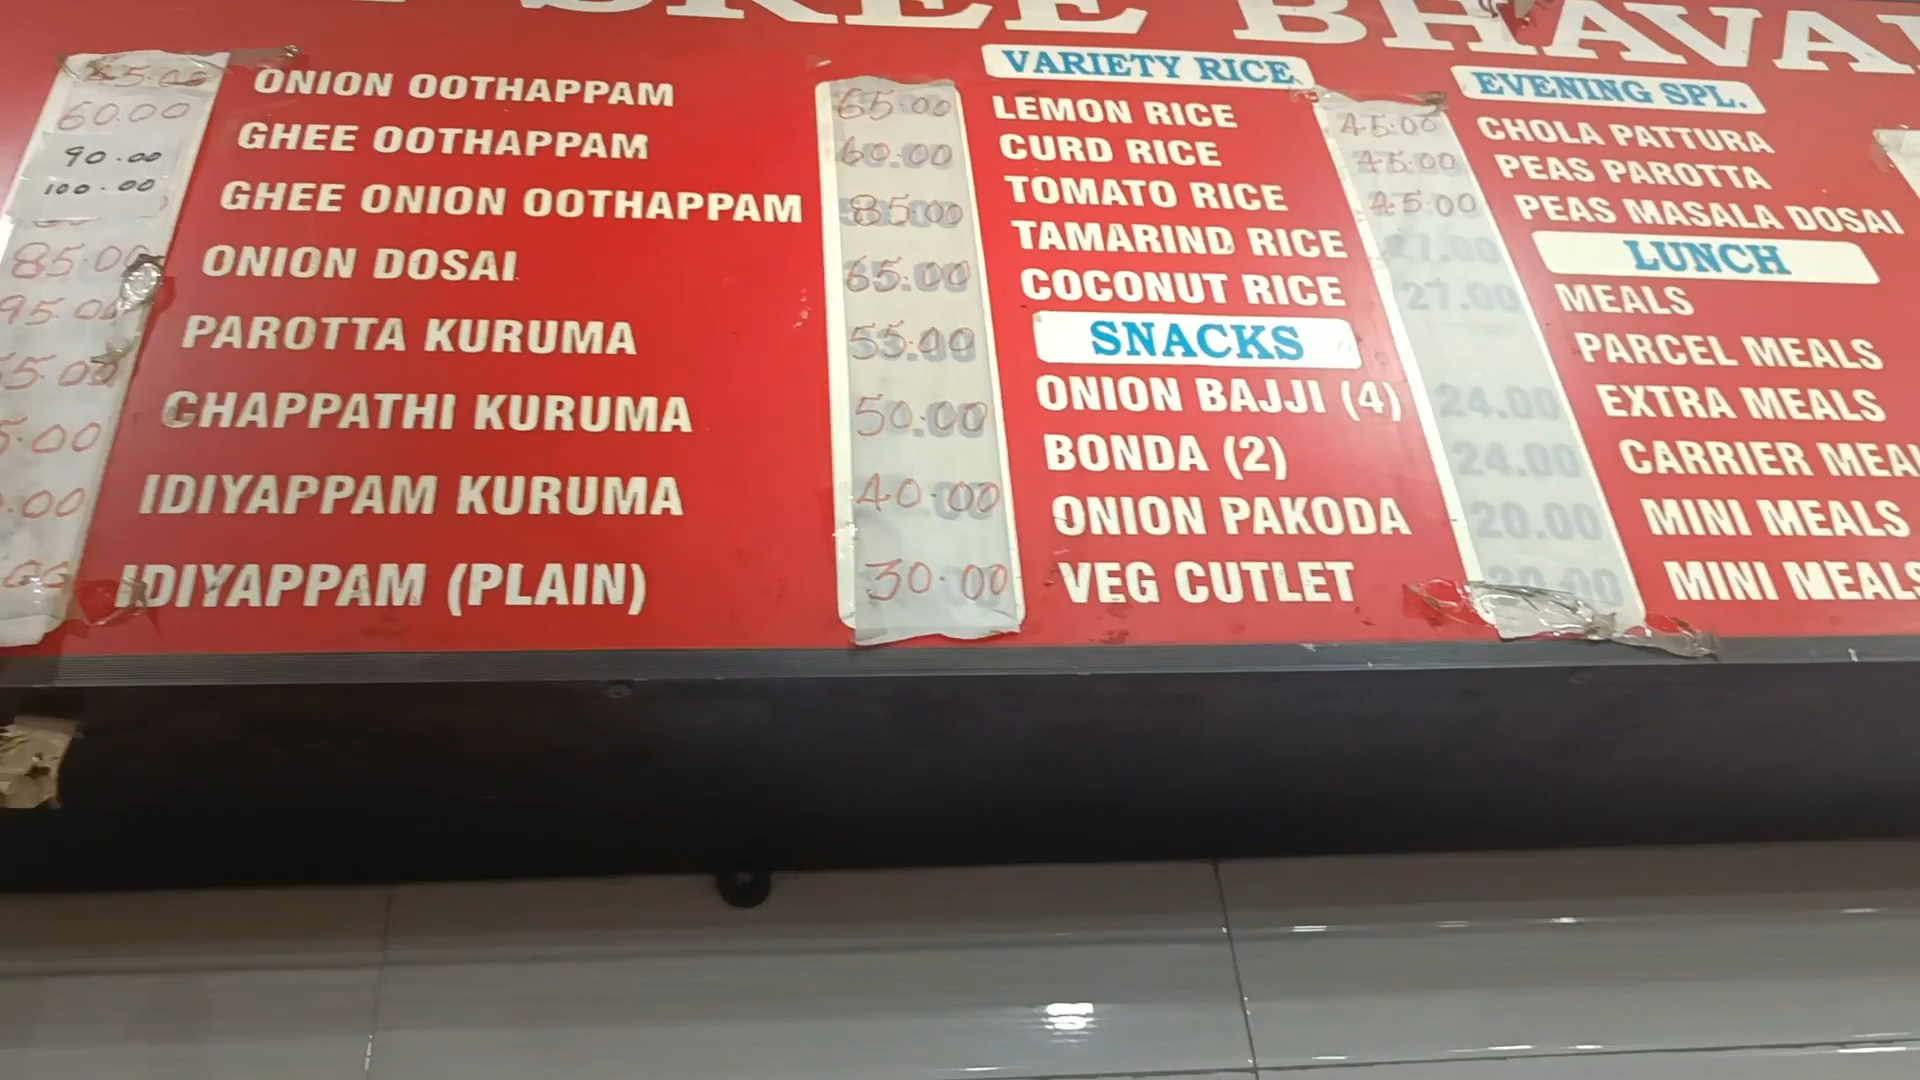 SREE BHAVA
45.00
60.00
90.00
100.00
85.00
95.00
ONION OOTHAPPAM 65.00
GHEE OOTHAPPAM 60.00
GHEE ONION OOTHAPPAM 85.00
ONION DOSAI 65.00
PAROTTA KURUMA 55.00
CHAPPATHI KURUMA 50.00
IDIYAPPAM KURUMA 40.00
IDIYAPPAM (PLAIN) 30.00
VARIETY RICE
LEMON RICE 45.00
CURD RICE 45.00
TOMATO RICE 45.00
TAMARIND RICE 27.00
COCONUT RICE 27.00
SNACKS
ONION BAJJI (4) 24.00
BONDA (2) 24.00
ONION PAKODA 20.00
VEG CUTLET
EVENING SPL.
CHOLA PATTURA
PEAS PAROTTA
PEAS MASALA DOSAI
LUNCH
MEALS
PARCEL MEALS
EXTRA MEALS
CARRIER MEAL
MINI MEALS
MINI MEALS